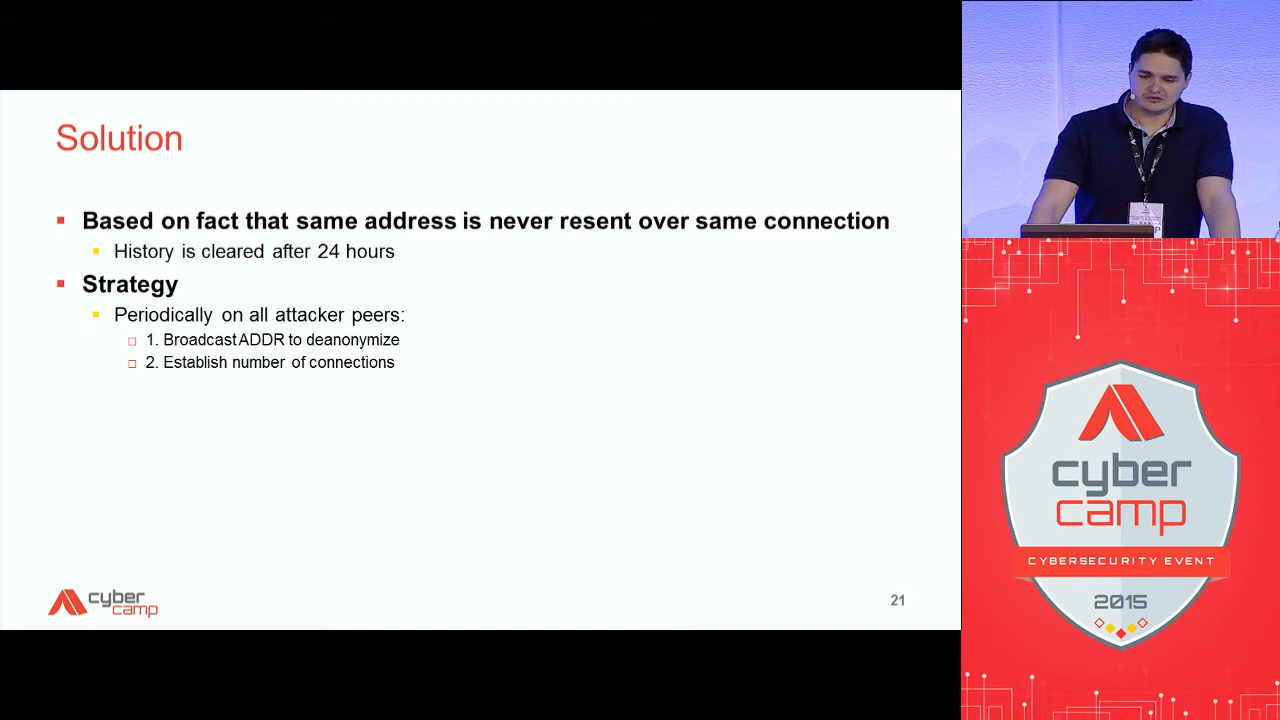 Solution
Based on fact that same address is never resent over same connection
History is cleared after 24 hours
Strategy
Periodically on all attacker peers:
1. Broadcast ADDR to deanonymize
2. Establish number of connections
cyber
camp
21
cyber
camp
CYBERSECURITY EVENT
2015